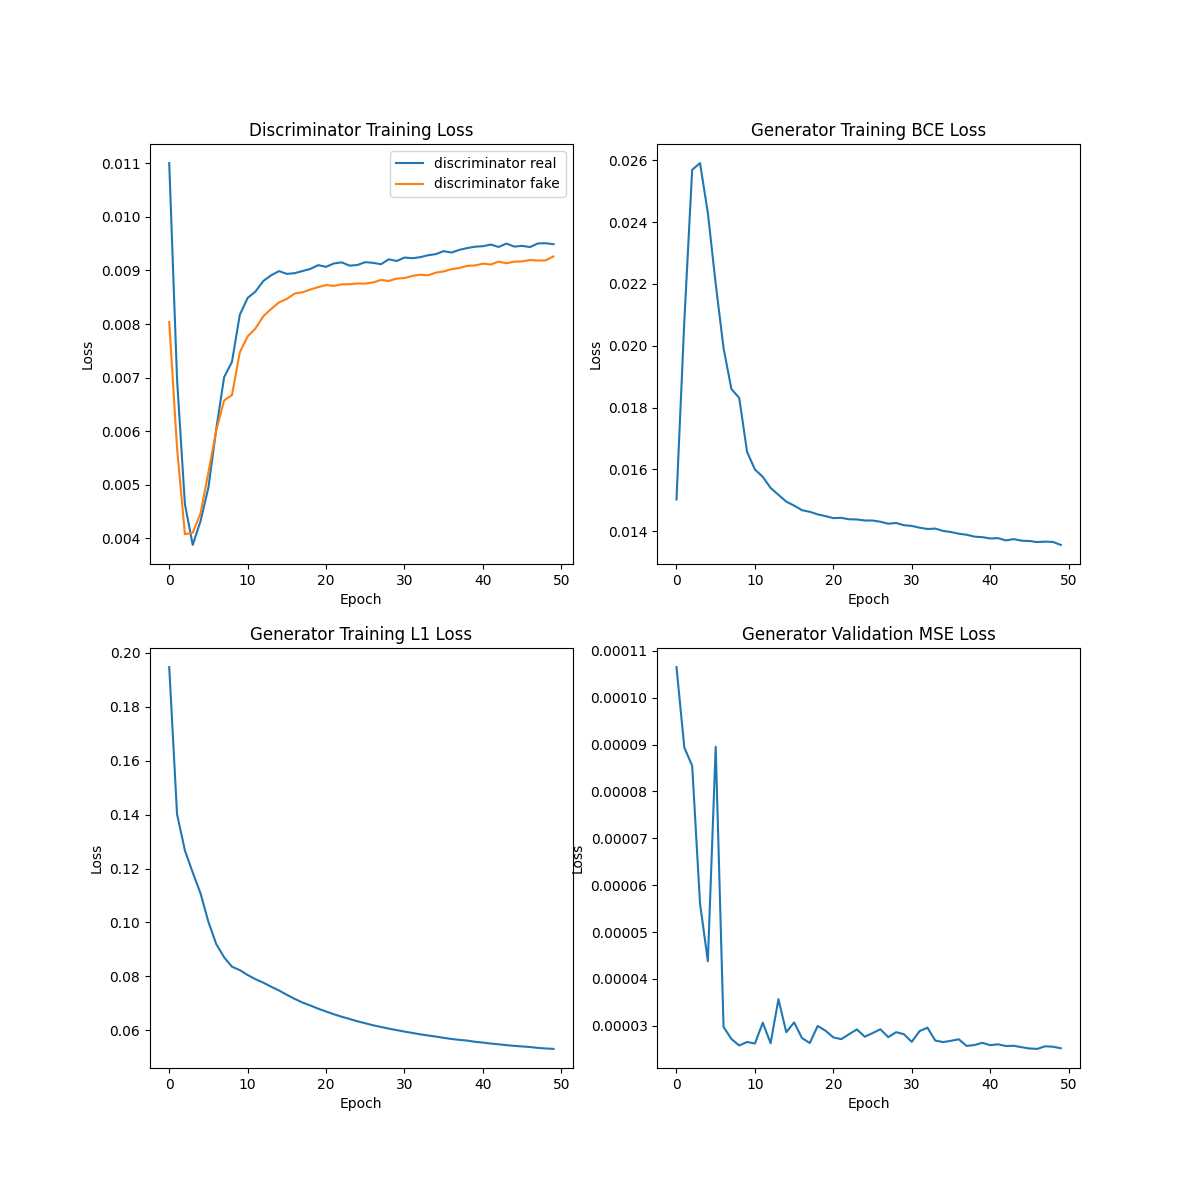 Discriminator Training Loss
0.011
0.010
0.009
0.008
0.007
0.006
0.005
0.004
Loss
discriminator real
discriminator fake
0 10 20 30 40 50
Epoch
Generator Training BCE Loss
0.026
0.024
0.022
0.020
0.018
0.016
0.014
Loss
0 10 20 30 40 50
Epoch
Generator Training L1 Loss
0.20
0.18
0.16
0.14
0.12
0.10
0.08
0.06
Loss
0 10 20 30 40 50
Epoch
Generator Validation MSE Loss
0.00011
0.00010
0.00009
0.00008
0.00007
0.00006
0.00005
0.00004
0.00003
Loss
0 10 20 30 40 50
Epoch